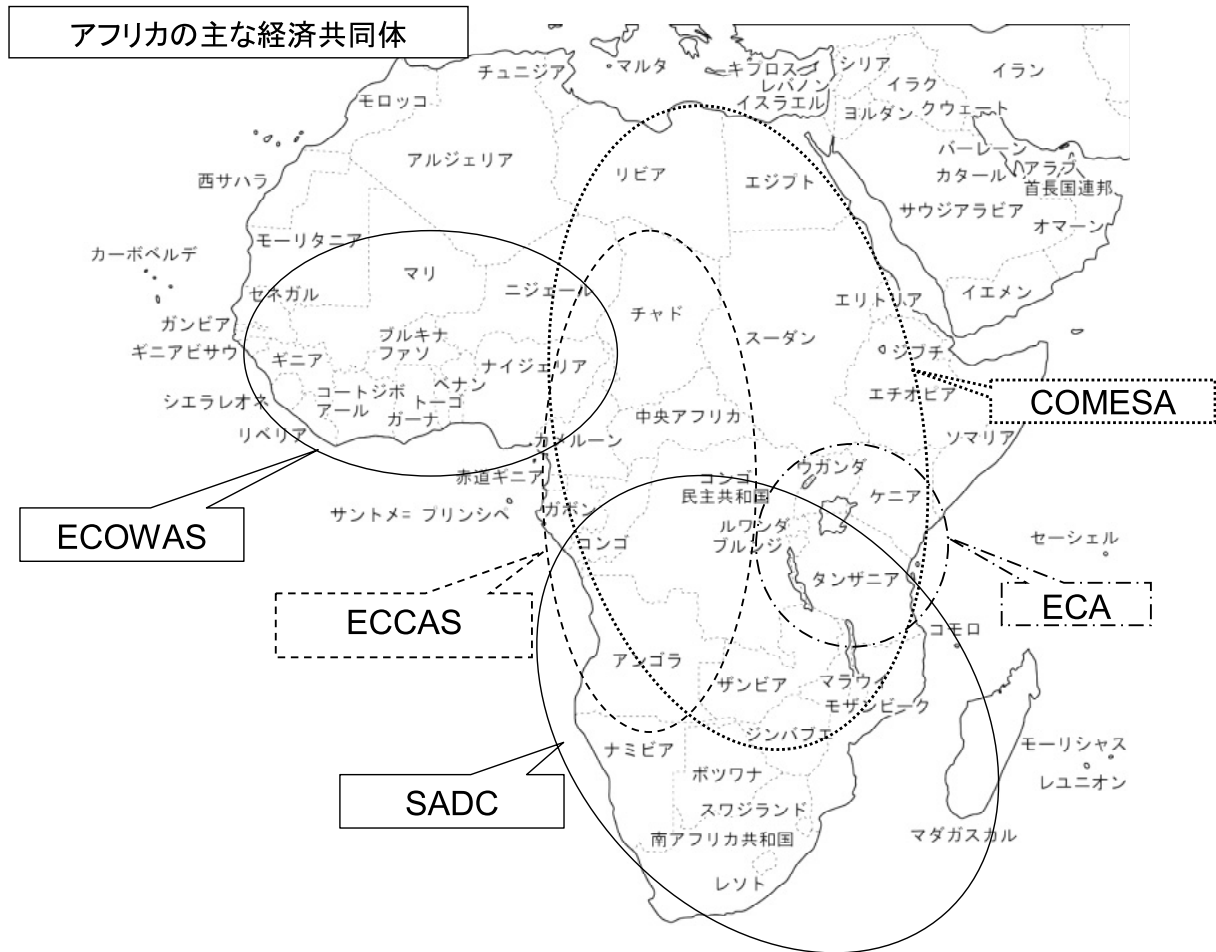 アフリカの主な経済共同体
チュニジア
マルタ
キプロス
シリア
イラン
レバノン
イラク
モロッコ
イスラエル
ヨルダン
クウェート
アルジェリア
リビア
エジプト
バーレーン
カタール
アラブ
首長国連邦
西サハラ
サウジアラビア
オマーン
モーリタニア
カーボベルデ
マリ
セネガル
ニジェール
チャド
エリトリア
イエメン
ガンビア
ギニアビサウ
ギニア
ブルキナ
ファソ
ナイジェリア
スーダン
ジブチ
コートジボ
アール
ベナン
トーゴ
ガーナ
シエラレオネ
エチオピア
COMESA
リベリア
中央アフリカ
カメルーン
ソマリア
赤道ギニア
コンゴ
民主共和国
ウガンダ
ケニア
サントメ=プリンシペ
ガボン
ルワンダ
ブルンジ
ECOWAS
コンゴ
セーシェル
タンザニア
ECCAS
ECA
コモロ
アンゴラ
ザンビア
マラウイ
モザンビーク
ジンバブエ
ナミビア
モーリシャス
ボツワナ
レユニオン
SADC
スワジランド
マダガスカル
南アフリカ共和国
レソト